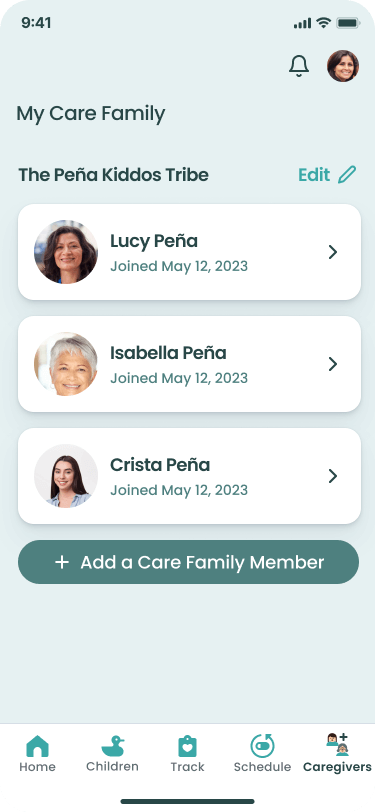 9:41
My Care Family
The Peña Kiddos Tribe
Edit
Lucy Peña
Joined May 12, 2023
Isabella Peña
Joined May 12, 2023
Crista Peña
Joined May 12, 2023
+ Add a Care Family Member
Home
Children
Track
Schedule
Caregivers